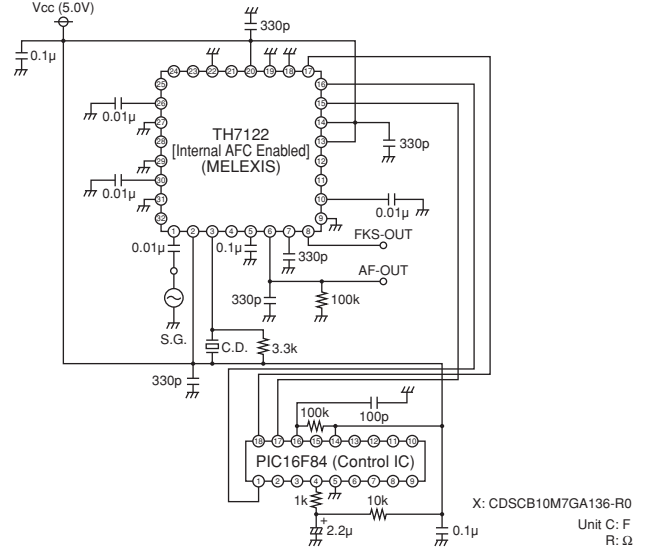 Vcc (5.0V)
330p
0.1μ
24 23 22 21 20 19 18 17
25 16
26 15
0.01μ
27 14
TH7122
28 13
[Internal AFC Enabled]
330p
29 12
(MELEXIS)
30 11
0.01μ
31 10
0.01μ
32 9
1 2 3 4 5 6 7 8
FKS-OUT
0.01μ
0.1μ
330p
AF-OUT
330p
100k
S.G.
C.D.
3.3k
330p
100k
100p
18 17 16 15 14 13 12 11 10
PIC16F84 (Control IC)
1 2 3 4 5 6 7 8 9
1k
10k
X: CDSCB10M7GA136-R0
+
2.2μ
0.1μ
Unit C: F
R: Ω